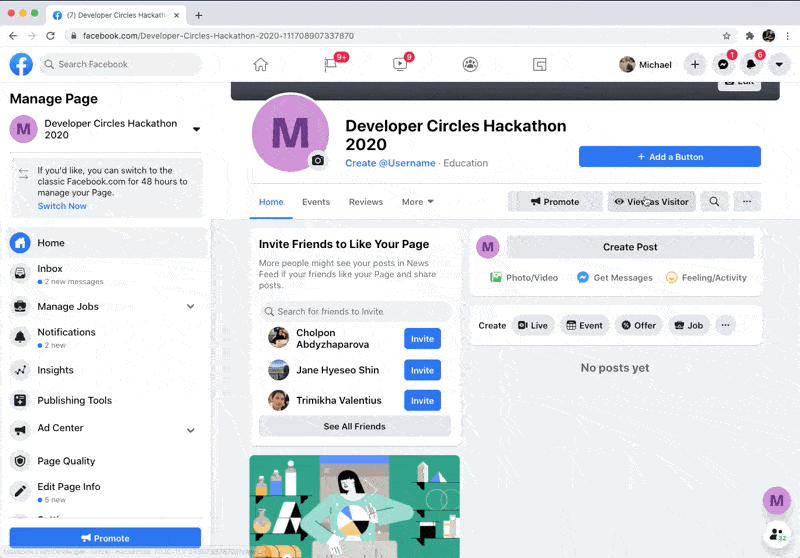 (7) Developer Circles Hackathon
facebook.com/Developer-Circles-Hackathon-2020-111708907337870
Search Facebook
9+
9
Michael
1
6
Manage Page
M
Developer Circles Hackathon
2020
If you'd like, you can switch to the
classic Facebook.com for 48 hours to
manage your Page.
Switch Now
Home
Inbox
2 new messages
Manage Jobs
Notifications
2 new
Insights
Publishing Tools
Ad Center
Page Quality
Edit Page Info
5 new
Promote
Edit
M
Developer Circles Hackathon
2020
Create @Username · Education
+ Add a Button
Home
Events
Reviews
More
Promote
View as Visitor
Invite Friends to Like Your Page
More people might see your posts in News
Feed if your friends like your Page and share
posts.
Search for friends to Invite
Cholpon
Abdyzhaparova
Invite
Jane Hyeseo Shin
Invite
Trimikha Valentius
Invite
See All Friends
M
Create Post
Photo/Video
Get Messages
Feeling/Activity
Create
Live
Event
Offer
Job
No posts yet
M
32